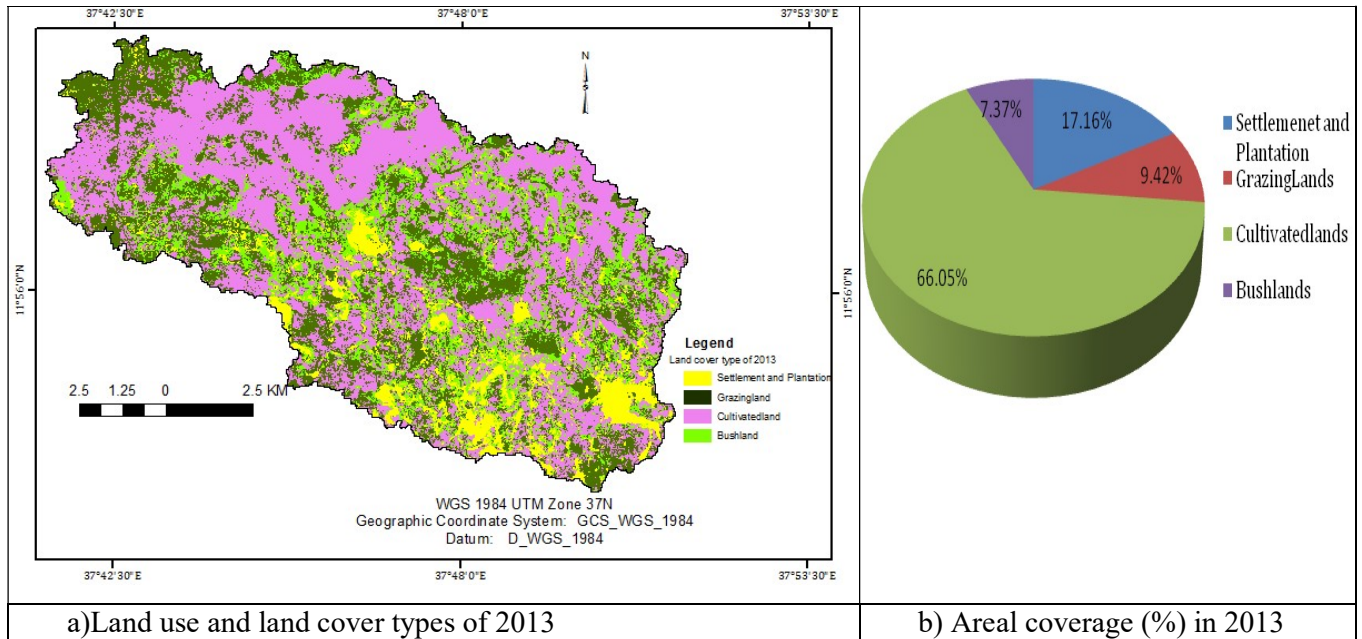 37°42'30"E
37°48'0"E
37°53'30"E
N
S
11°56'0"N
11°56'0"N
2.5 1.25 0 2.5 KM
Legend
Land cover type of 2013
Settlement and Plantation
Grazingland
Cultivatedland
Bushland
WGS 1984 UTM Zone 37N
Geographic Coordinate System: GCS_WGS_1984
Datum: D_WGS_1984
37°42'30"E
37°48'0"E
37°53'30"E
7.37%
17.16%
9.42%
66.05%
Settlemenet and
Plantation
GrazingLands
Cultivatedlands
Bushlands
a)Land use and land cover types of 2013
b) Areal coverage (%) in 2013